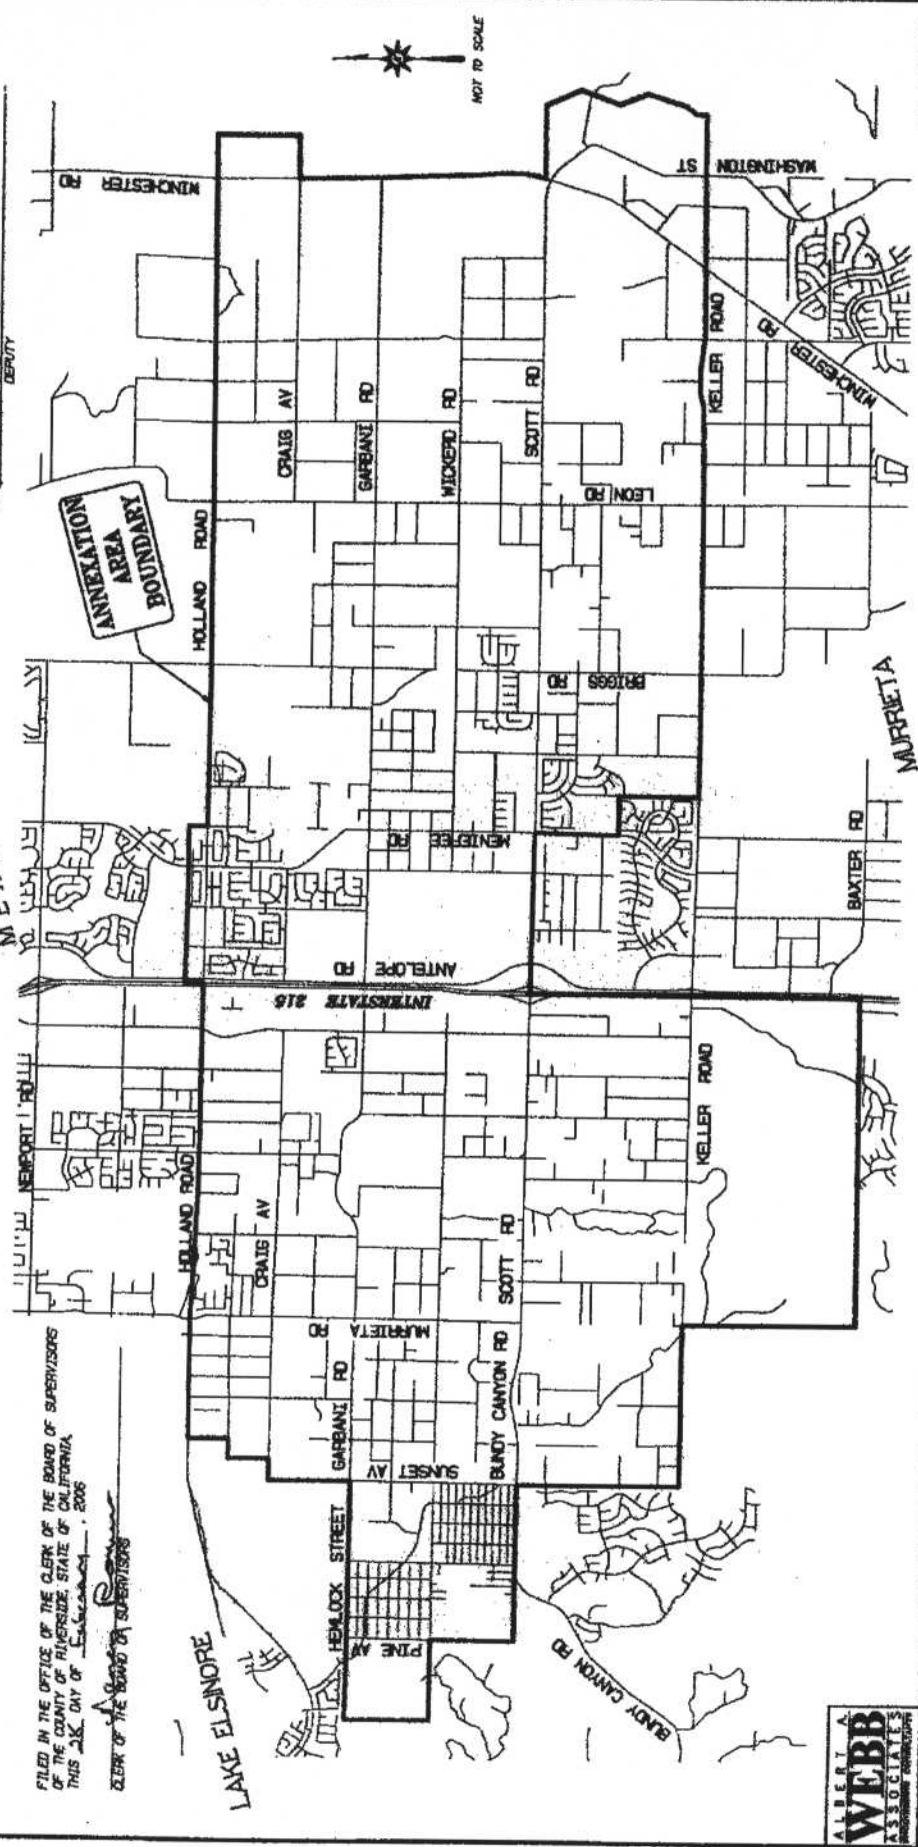 FILED IN THE OFFICE OF THE CLERK OF THE BOARD OF SUPERVISORS
OF THE COUNTY OF RIVERSIDE, STATE OF CALIFORNIA,
THIS 28 DAY OF February, 2006
CLERK OF THE BOARD OF SUPERVISORS
DEPUTY
NOT TO SCALE
ANNEXATION
AREA
BOUNDARY
NEWPORT RD
HOLLAND ROAD
HOLLAND ROAD
WINCHESTER RD
LAKE ELSINORE
CRAIG AV
CRAIG AV
INTERSTATE 215
ANTELOPE RD
HEMLOCK STREET
GARBANI RD
GARBANI RD
MURRIETA RD
PINE AV
SUNSET AV
MENIFEE RD
WICKERD RD
BUNDY CANYON RD
SCOTT RD
SCOTT RD
BRIGGS RD
LEON RD
WASHINGTON ST
BUNDY CANYON RD
KELLER ROAD
KELLER ROAD
WINCHESTER RD
BAXTER RD
MURRIETA
ALBERT A.
WEBB
ASSOCIATES